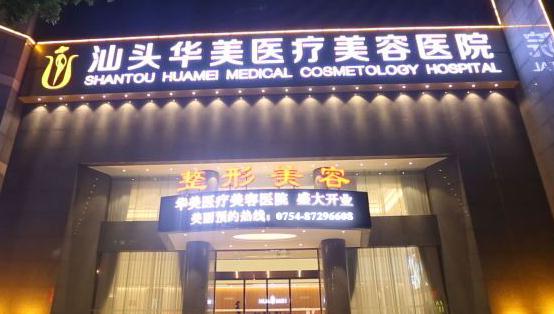 汕头华美医疗美容医院
SHANTOU HUAMEI MEDICAL COSMETOLOGY HOSPITAL
整形美容
华美医疗美容医院 盛大开业
美丽预约热线：0754-87296608